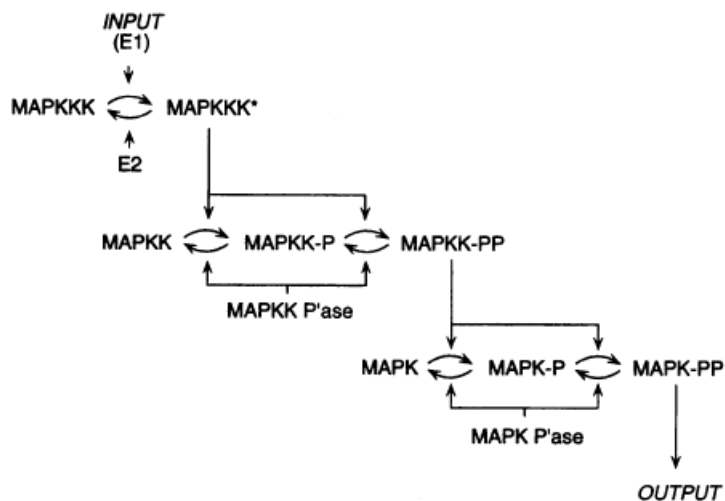 INPUT
(E1)
MAPKKK MAPKKK*
E2
MAPKK MAPKK-P MAPKK-PP
MAPKK P'ase
MAPK MAPK-P MAPK-PP
MAPK P'ase
OUTPUT